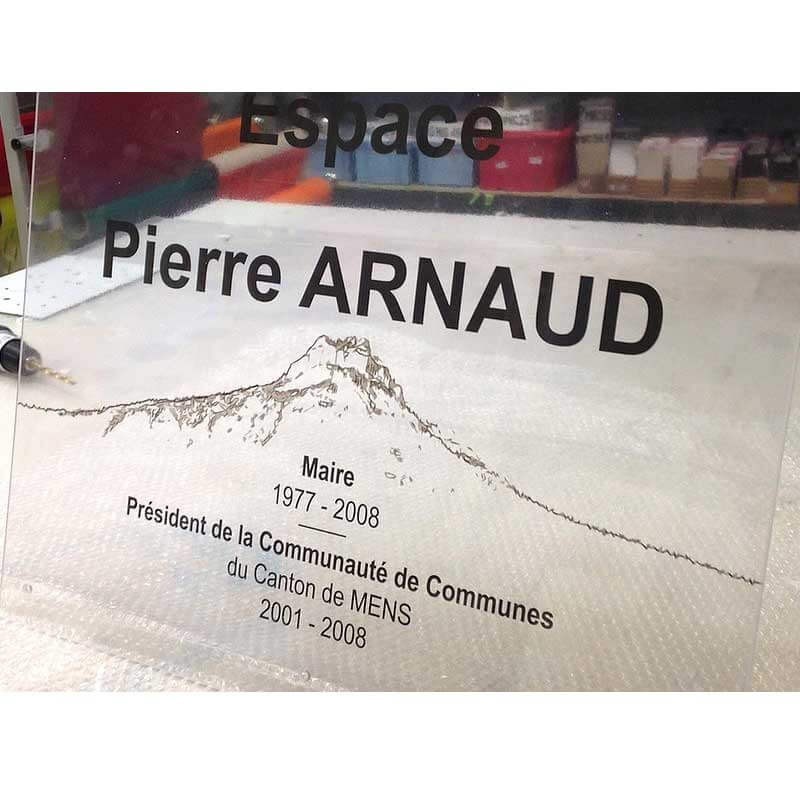 Espace
Pierre ARNAUD
Maire
1977 - 2008
Président de la Communauté de Communes
du Canton de MENS
2001 - 2008